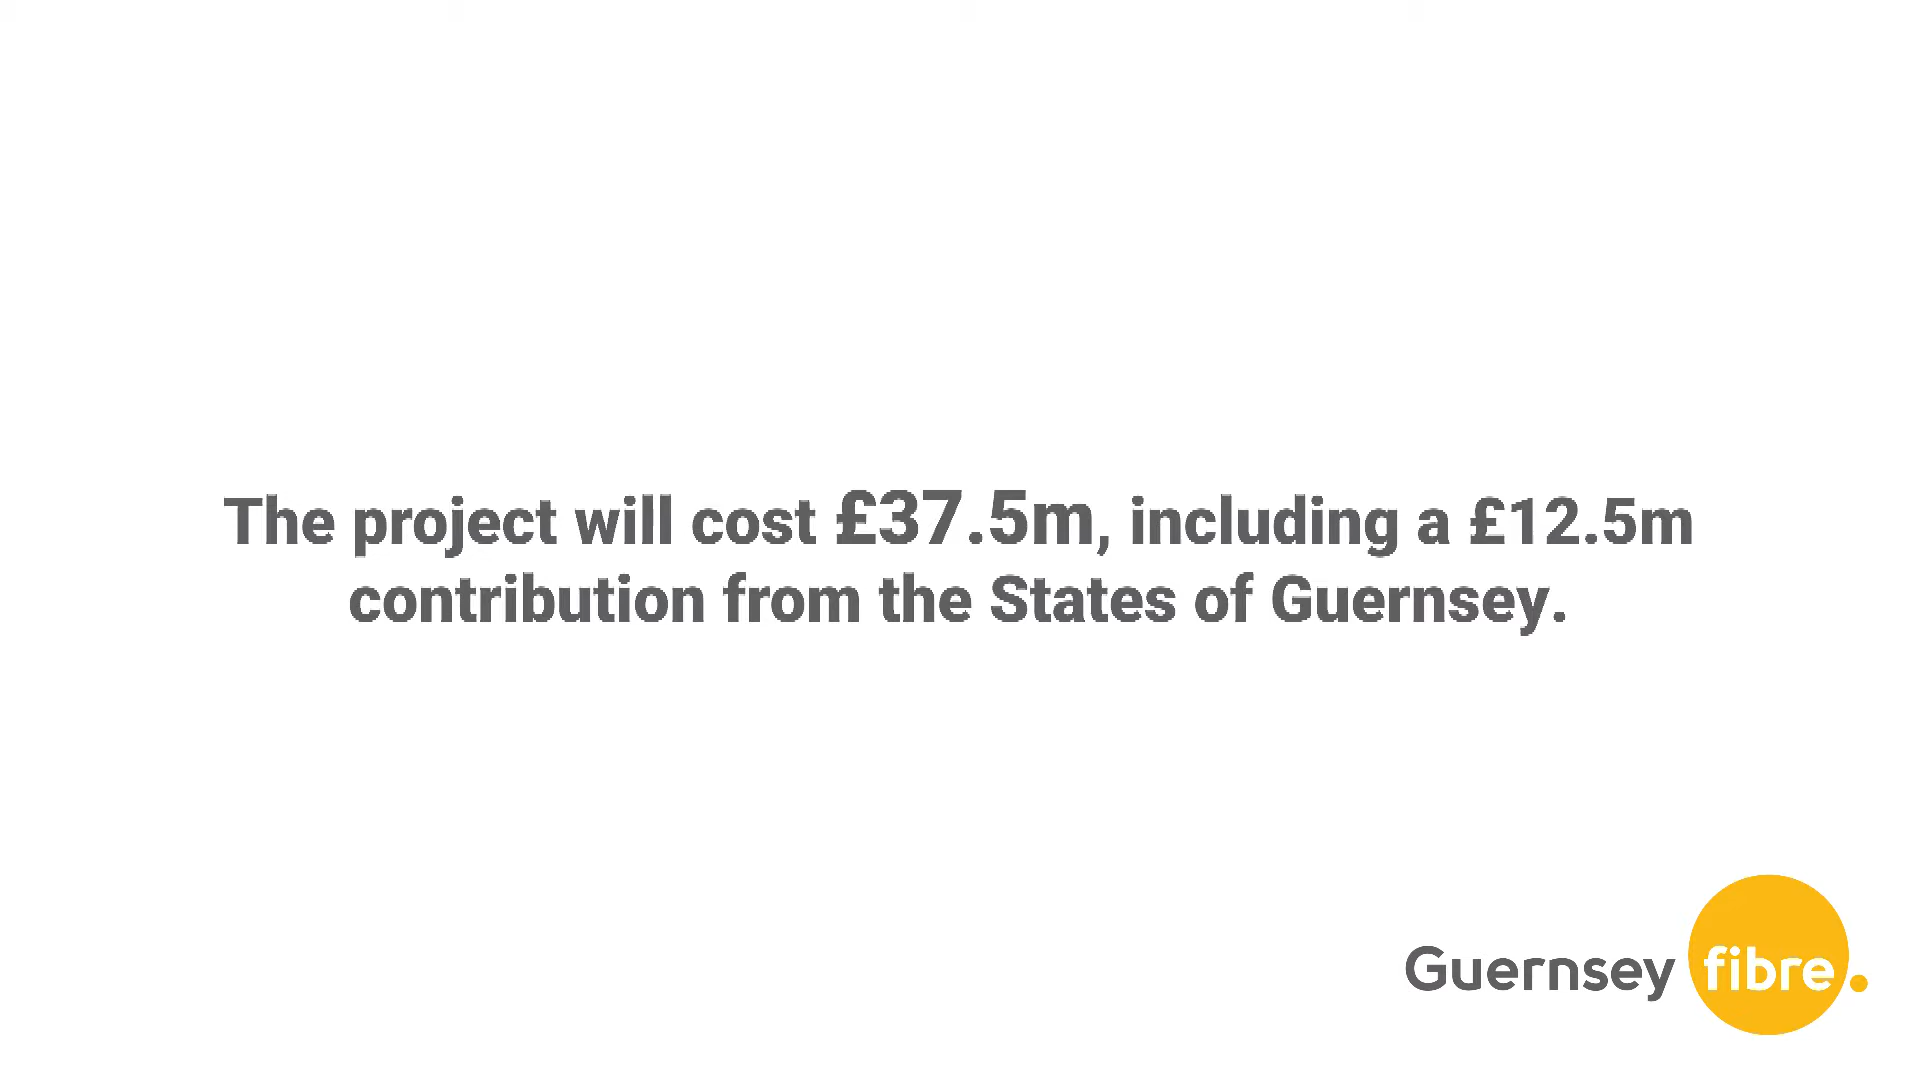 The project will cost £37.5m, including a £12.5m
contribution from the States of Guernsey.
Guernsey fibre.